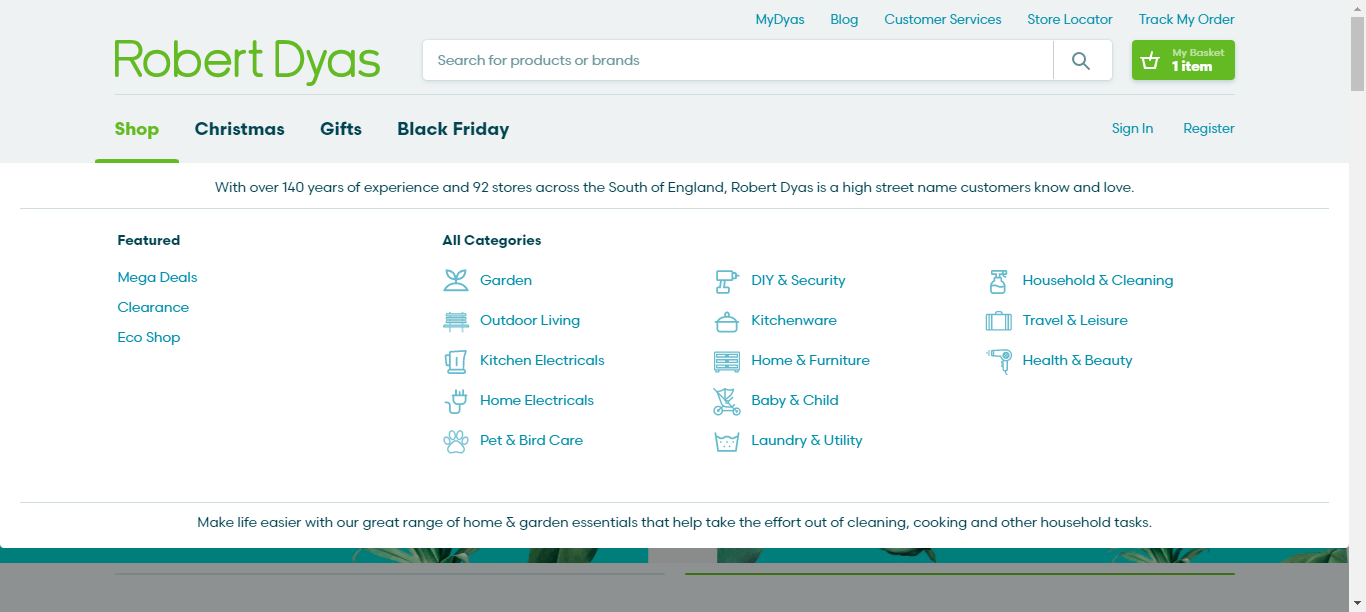 MyDyas Blog Customer Services Store Locator Track My Order
Robert Dyas
Search for products or brands
My Basket
1 item
Shop Christmas Gifts Black Friday
Sign In Register
With over 140 years of experience and 92 stores across the South of England, Robert Dyas is a high street name customers know and love.
Featured
Mega Deals
Clearance
Eco Shop
All Categories
Garden
Outdoor Living
Kitchen Electricals
Home Electricals
Pet & Bird Care
DIY & Security
Kitchenware
Home & Furniture
Baby & Child
Laundry & Utility
Household & Cleaning
Travel & Leisure
Health & Beauty
Make life easier with our great range of home & garden essentials that help take the effort out of cleaning, cooking and other household tasks.